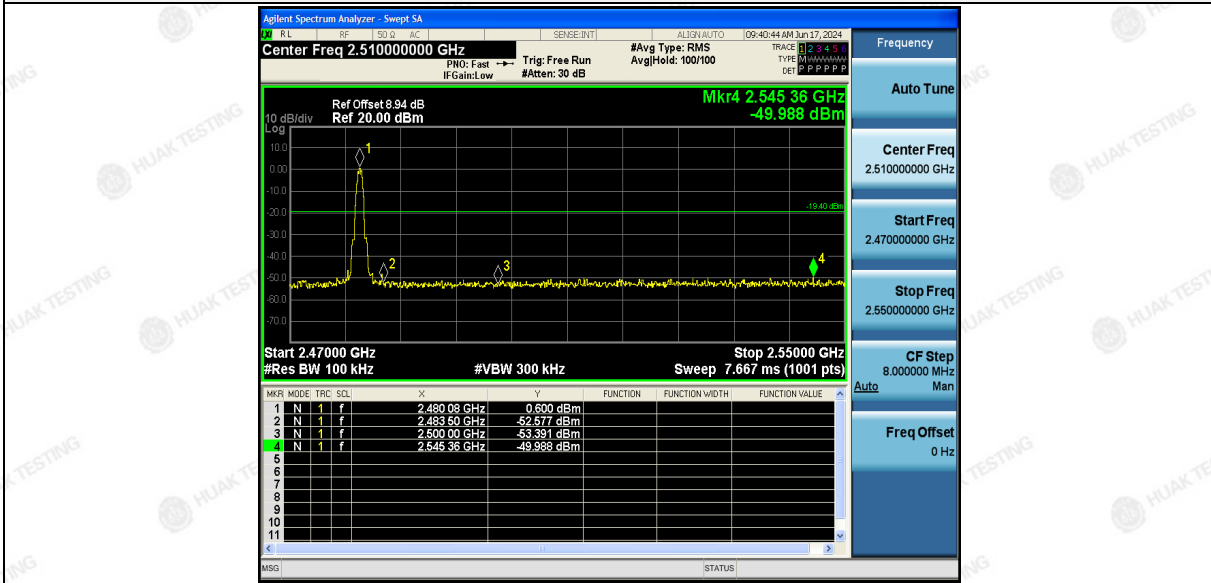 Agilent Spectrum Analyzer - Swept SA
LXI RL RF 50 Ω AC SENSE:INT ALIGN AUTO 09:40:44 AM Jun 17, 2024
Center Freq 2.510000000 GHz
PNO: Fast
IFGain:Low
Trig: Free Run
#Atten: 30 dB
#Avg Type: RMS
Avg|Hold: 100/100
TRACE 1 2 3 4 5 6
TYPE M
DET P P P P P P
Ref Offset 8.94 dB
10 dB/div Ref 20.00 dBm
Log
Mkr4 2.545 36 GHz
-49.988 dBm
10.0
0.00
-10.0
-20.0
-30.0
-40.0
-50.0
-60.0
-70.0
1
2
3
4
-19.40 dBm
Start 2.47000 GHz Stop 2.55000 GHz
#Res BW 100 kHz #VBW 300 kHz Sweep 7.667 ms (1001 pts)
MKR MODE TRC SCL X Y FUNCTION FUNCTION WIDTH FUNCTION VALUE
1 N 1 f 2.480 08 GHz 0.600 dBm
2 N 1 f 2.483 50 GHz -52.577 dBm
3 N 1 f 2.500 00 GHz -53.391 dBm
4 N 1 f 2.545 36 GHz -49.988 dBm
5
6
7
8
9
10
11
MSG STATUS
Frequency
Auto Tune
Center Freq
2.510000000 GHz
Start Freq
2.470000000 GHz
Stop Freq
2.550000000 GHz
CF Step
8.000000 MHz
Auto Man
Freq Offset
0 Hz
HUAK TESTING
HUAK TESTING
HUAK TESTING